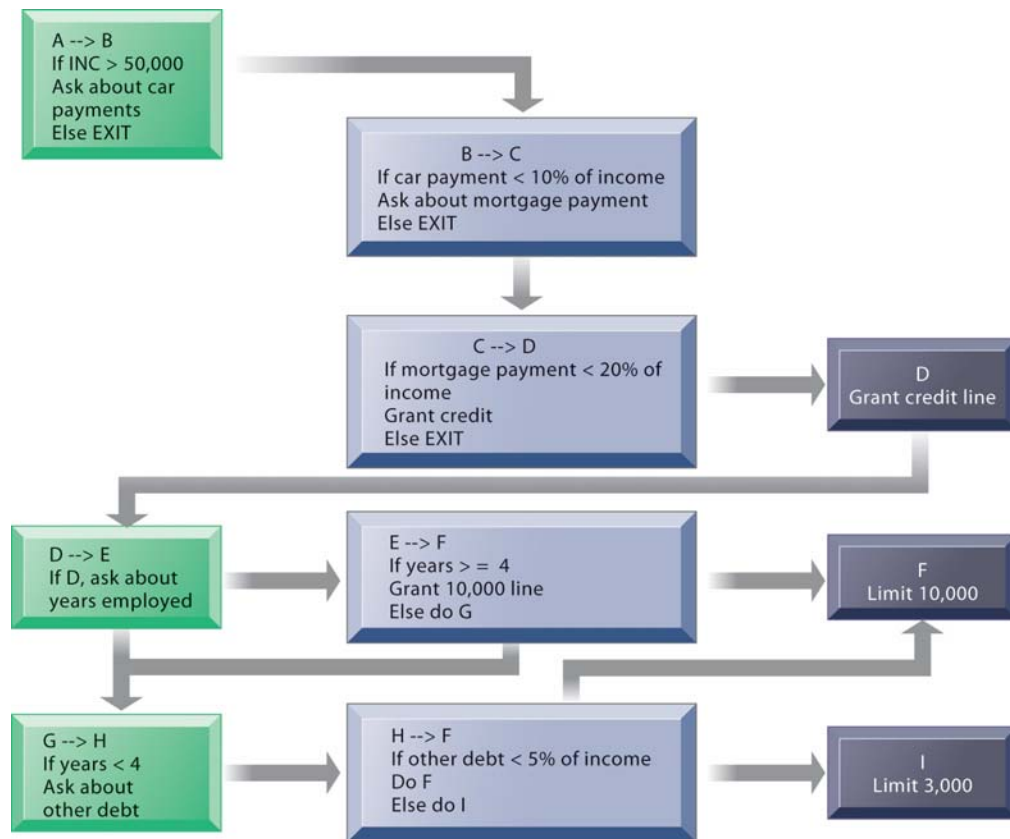 A --> B
If INC > 50,000
Ask about car
payments
Else EXIT
B --> C
If car payment < 10% of income
Ask about mortgage payment
Else EXIT
C --> D
If mortgage payment < 20% of
income
Grant credit
Else EXIT
D
Grant credit line
D --> E
If D, ask about
years employed
E --> F
If years > = 4
Grant 10,000 line
Else do G
F
Limit 10,000
G --> H
If years < 4
Ask about
other debt
H --> F
If other debt < 5% of income
Do F
Else do I
I
Limit 3,000